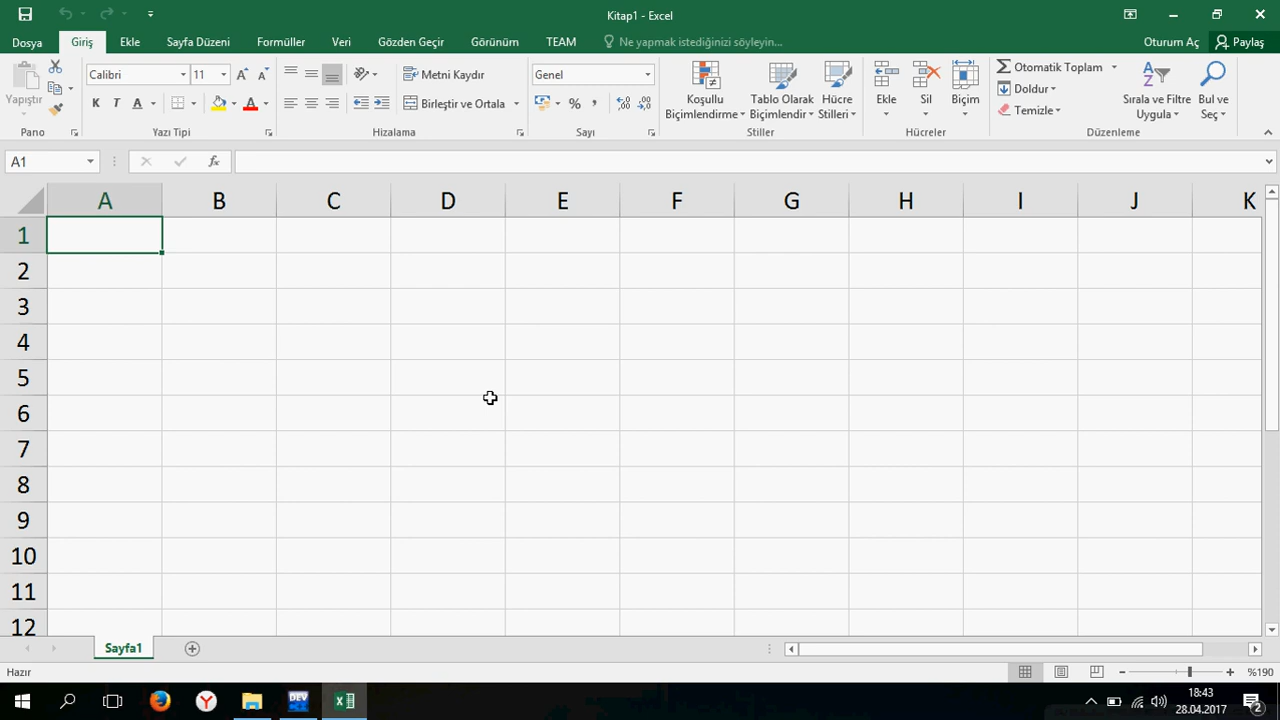 Kitap1 - Excel
Dosya Giriş Ekle Sayfa Düzeni Formüller Veri Gözden Geçir Görünüm TEAM Ne yapmak istediğinizi söyleyin... Oturum Aç Paylaş
Yapıştır
Pano
Calibri 11
K T A A
Yazı Tipi
Metni Kaydır
Birleştir ve Ortala
Hizalama
Genel
%
Sayı
Koşullu
Biçimlendirme
Tablo Olarak
Biçimlendir
Hücre
Stilleri
Stiller
Ekle
Sil
Biçim
Hücreler
Otomatik Toplam
Doldur
Temizle
Sırala ve Filtre
Uygula
Bul ve
Seç
Düzenleme
A1 fx
A B C D E F G H I J K
1
2
3
4
5
6
7
8
9
10
11
12
Sayfa1
Hazır %190
DEV
18:43
28.04.2017
2